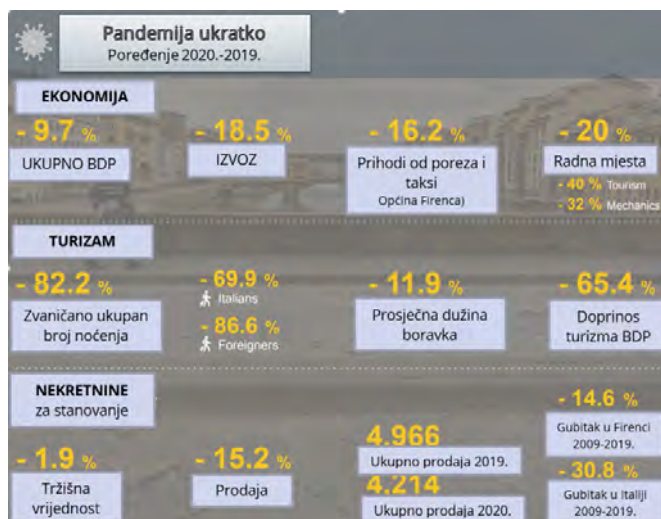 Pandemija ukratko
Poređenje 2020.-2019.
EKONOMIJA
- 9.7 %
UKUPNO BDP
- 18.5 %
IZVOZ
- 16.2 %
Prihodi od poreza i
taksi
Općina Firenca)
- 20 %
Radna mjesta
- 40 % Tourism
- 32 % Mechanics
TURIZAM
- 82.2 %
Zvaničano ukupan
broj noćenja
- 69.9 %
Italians
- 86.6 %
Foreigners
- 11.9 %
Prosječna dužina
boravka
- 65.4 %
Doprinos
turizma BDP
NEKRETNINE
za stanovanje
- 1.9 %
Tržišna
vrijednost
- 15.2 %
Prodaja
4.966
Ukupno prodaja 2019.
4.214
Ukupno prodaja 2020.
- 14.6 %
Gubitak u Firenci
2009-2019.
- 30.8 %
Gubitak u Italiji
2009-2019.